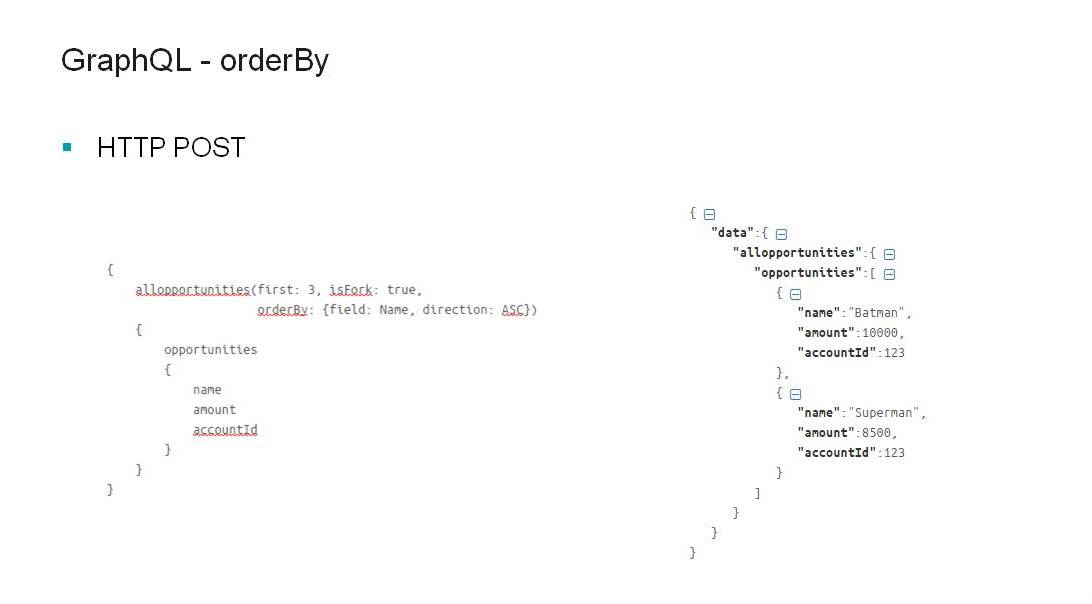 GraphQL - orderBy
HTTP POST
{
allopportunities(first: 3, isFork: true,
orderBy: {field: Name, direction: ASC})
{
opportunities
{
name
amount
accountId
}
}
}
{
"data":{
"allopportunities":{
"opportunities":[
{
"name":"Batman",
"amount":10000,
"accountId":123
},
{
"name":"Superman",
"amount":8500,
"accountId":123
}
]
}
}
}